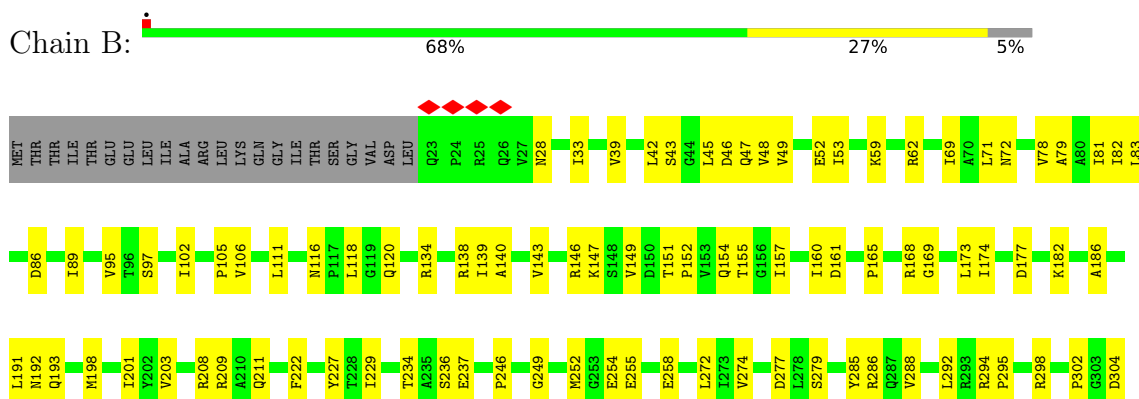 Chain B:
68% 27% 5%
MET THR THR ILE THR GLU GLU LEU ILE ALA ARG LEU LYS GLN GLY ILE THR SER GLY VAL ASP LEU Q23 P24 R25 Q26 V27 N28 I33 V39 L42 S43 G44 L45 D46 Q47 V48 V49 E52 I53 K59 R62 I69 A70 L71 N72 V78 A79 A80 I81 I82 L83
D86 I89 V95 T96 S97 I102 P105 V106 L111 N116 P117 L118 G119 Q120 R134 R138 I139 A140 V143 R146 K147 S148 V149 D150 T151 P152 V153 Q154 T155 G156 I157 I160 D161 P165 R168 G169 L173 I174 D177 K182 A186
L191 N192 Q193 M198 I201 Y202 V203 R208 R209 A210 Q211 F222 Y227 T228 I229 T234 A235 S236 E237 P246 G249 M252 G253 E254 E255 E258 L272 I273 V274 D277 L278 S279 Y285 R286 Q287 V288 L292 R293 R294 P295 R298 P302 G303 D304